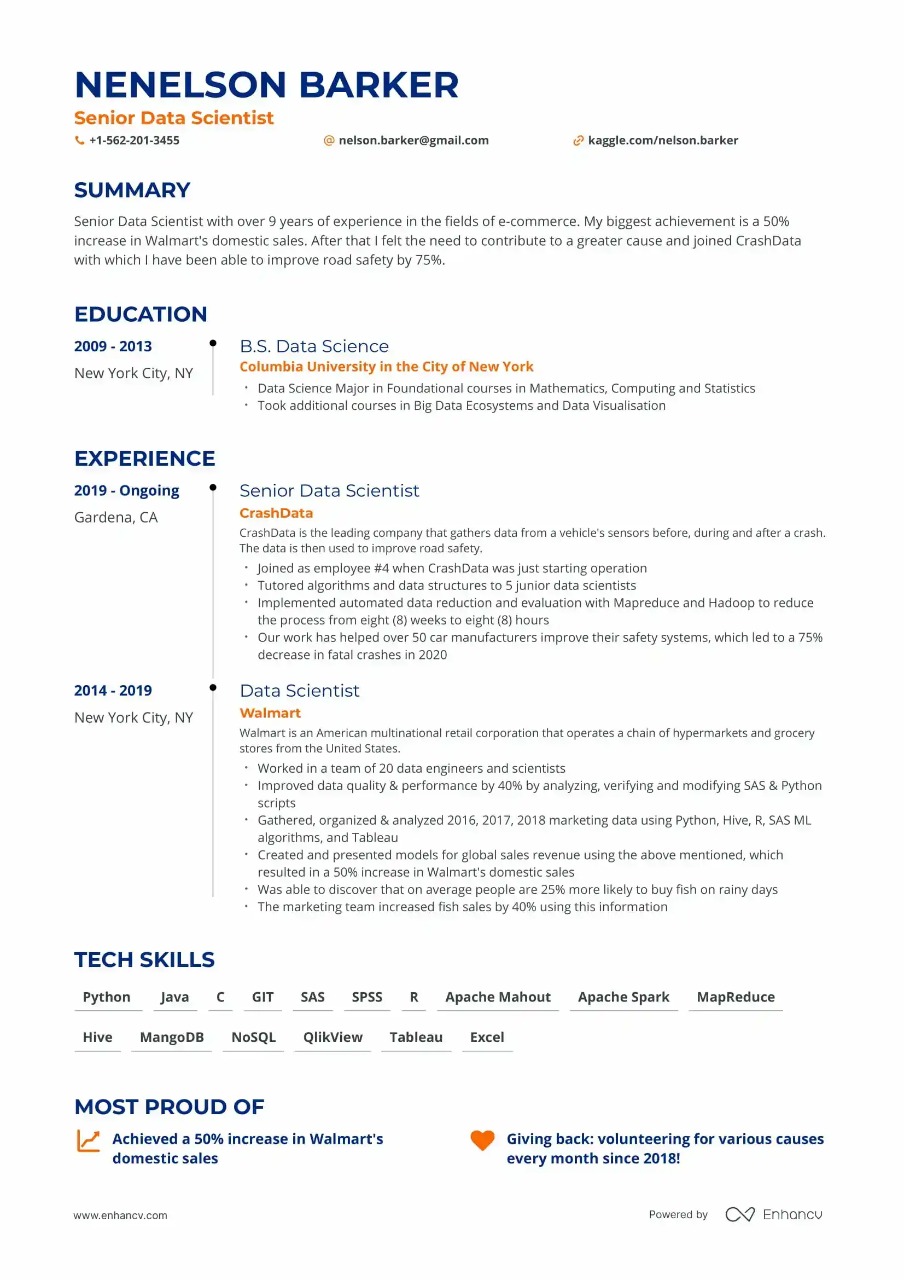 NENELSON BARKER
Senior Data Scientist
+1-562-201-3455
nelson.barker@gmail.com
kaggle.com/nelson.barker
SUMMARY
Senior Data Scientist with over 9 years of experience in the fields of e-commerce. My biggest achievement is a 50%
increase in Walmart's domestic sales. After that I felt the need to contribute to a greater cause and joined CrashData
with which I have been able to improve road safety by 75%.
EDUCATION
2009 - 2013
New York City, NY
B.S. Data Science
Columbia University in the City of New York
• Data Science Major in Foundational courses in Mathematics, Computing and Statistics
• Took additional courses in Big Data Ecosystems and Data Visualisation
EXPERIENCE
2019 - Ongoing
Gardena, CA
Senior Data Scientist
CrashData
CrashData is the leading company that gathers data from a vehicle's sensors before, during and after a crash.
The data is then used to improve road safety.
• Joined as employee #4 when CrashData was just starting operation
• Tutored algorithms and data structures to 5 junior data scientists
• Implemented automated data reduction and evaluation with Mapreduce and Hadoop to reduce
the process from eight (8) weeks to eight (8) hours
• Our work has helped over 50 car manufacturers improve their safety systems, which led to a 75%
decrease in fatal crashes in 2020
2014 - 2019
New York City, NY
Data Scientist
Walmart
Walmart is an American multinational retail corporation that operates a chain of hypermarkets and grocery
stores from the United States.
• Worked in a team of 20 data engineers and scientists
• Improved data quality & performance by 40% by analyzing, verifying and modifying SAS & Python
scripts
• Gathered, organized & analyzed 2016, 2017, 2018 marketing data using Python, Hive, R, SAS ML
algorithms, and Tableau
• Created and presented models for global sales revenue using the above mentioned, which
resulted in a 50% increase in Walmart's domestic sales
• Was able to discover that on average people are 25% more likely to buy fish on rainy days
• The marketing team increased fish sales by 40% using this information
TECH SKILLS
Python Java C GIT SAS SPSS R Apache Mahout Apache Spark MapReduce
Hive MangoDB NoSQL QlikView Tableau Excel
MOST PROUD OF
Achieved a 50% increase in Walmart's
domestic sales
Giving back: volunteering for various causes
every month since 2018!
www.enhancv.com
Powered by Enhancv